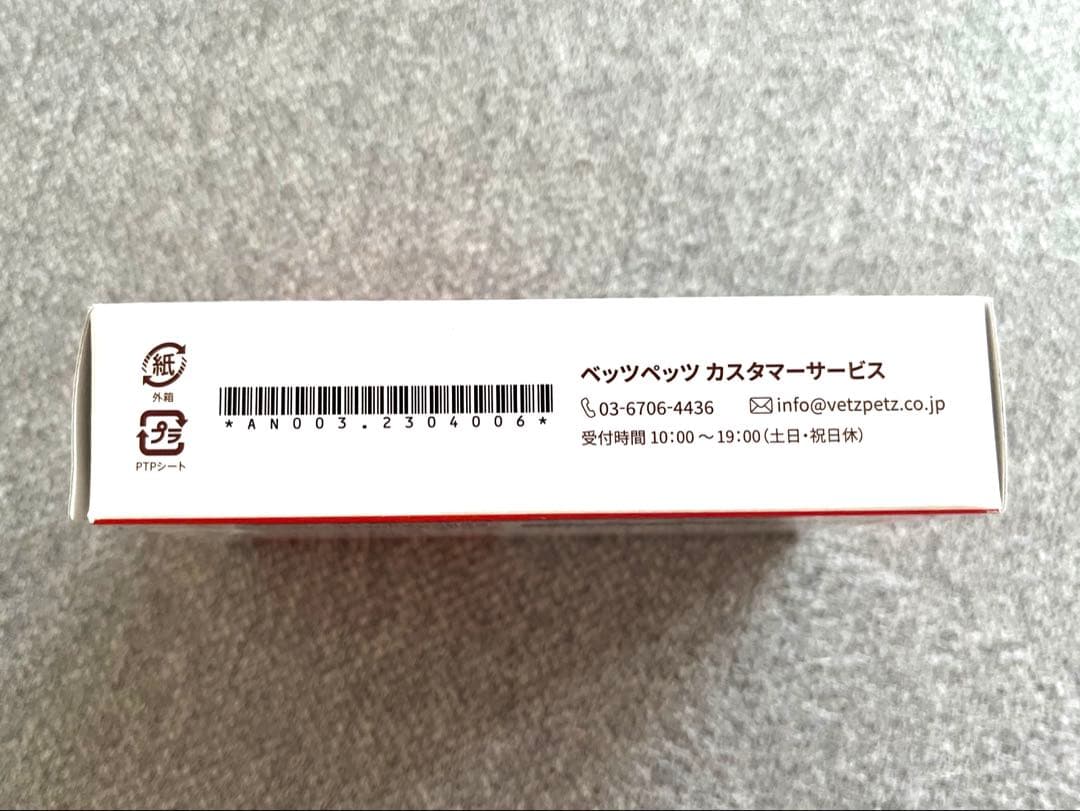 紙
外箱
プラ
PTPシート
*AN003.2304006*
ベッツペッツ カスタマーサービス
03-6706-4436 info@vetzpetz.co.jp
受付時間 10:00〜19:00(土日・祝日休)